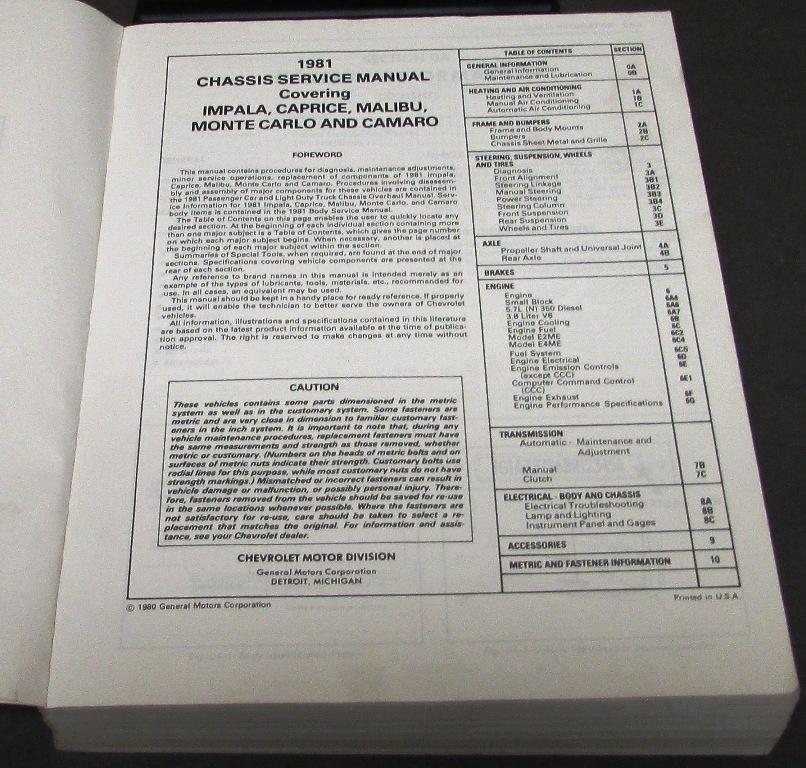 1981
CHASSIS SERVICE MANUAL
Covering
IMPALA, CAPRICE, MALIBU,
MONTE CARLO AND CAMARO
FOREWORD
This manual contains procedures for diagnosis, maintenance adjustments,
minor service operations, replacement of components of 1981 Impala,
Caprice, Malibu, Monte Carlo and Camaro. Procedures involving disassem-
bly and assembly of major components for these vehicles are contained in
the 1981 Passenger Car and Light Duty Truck Chassis Overhaul Manual. Serv-
ice Information for 1981 Impala, Caprice, Malibu, Monte Carlo, and Camaro
body items is contained in the 1981 Body Service Manual.
The Table of Contents on this page enables the user to quickly locate any
desired section. At the beginning of each individual section containing more
than one major subject is a Table of Contents, which gives the page number
on which each major subject begins. When necessary, another is placed at
the beginning of each major subject within the section.
Summaries of Special Tools, when required, are found at the end of major
sections. Specifications covering vehicle components are presented at the
rear of each section.
Any reference to brand names in this manual is intended merely as an
example of the types of lubricants, tools, materials, etc., recommended for
use. In all cases, an equivalent may be used.
This manual should be kept in a handy place for ready reference. If properly
used, it will enable the technician to better serve the owners of Chevrolet
vehicles.
All information, illustrations and specifications contained in this literature
are based on the latest product information available at the time of publica-
tion approval. The right is reserved to make changes at any time without
notice.
CAUTION
These vehicles contain some parts dimensioned in the metric
system as well as in the customary system. Some fasteners are
metric and are very close in dimension to familiar customary fast-
eners in the inch system. It is important to note that, during any
vehicle maintenance procedures, replacement fasteners must have
the same measurements and strength as those removed, whether
metric or customary. (Numbers on the heads of metric bolts and on
surfaces of metric nuts indicate their strength. Customary bolts use
radial lines for this purpose, while most customary nuts do not have
strength markings.) Mismatched or incorrect fasteners can result in
vehicle damage or malfunction, or possibly personal injury. There-
fore, fasteners removed from the vehicle should be saved for re-use
in the same locations whenever possible. Where the fasteners are
not satisfactory for re-use, care should be taken to select a re-
placement that matches the original. For information and assis-
tance, see your Chevrolet dealer.
CHEVROLET MOTOR DIVISION
General Motors Corporation
DETROIT, MICHIGAN
© 1980 General Motors Corporation
TABLE OF CONTENTS SECTION
GENERAL INFORMATION
General Information 0A
Maintenance and Lubrication 0B
HEATING AND AIR CONDITIONING
Heating and Ventilation 1A
Manual Air Conditioning 1B
Automatic Air Conditioning 1C
FRAME AND BUMPERS
Frame and Body Mounts 2A
Bumpers 2B
Chassis Sheet Metal and Grille 2C
STEERING, SUSPENSION, WHEELS
AND TIRES
Diagnosis 3
Front Alignment 3A
Steering Linkage 3B1
Manual Steering 3B2
Power Steering 3B3
Steering Column 3B4
Front Suspension 3C
Rear Suspension 3D
Wheels and Tires 3E
AXLE
Propeller Shaft and Universal Joint 4A
Rear Axle 4B
BRAKES 5
ENGINE
Engine 6
Small Block 6A4
5.7L (N) 350 Diesel 6A6
3.8 Liter V6 6A7
Engine Cooling 6B
Engine Fuel 6C
Model E2ME 6C2
Model E4ME 6C4
Fuel System 6C5
Engine Electrical 6D
Engine Emission Controls 6E
(except CCC)
Computer Command Control 6E1
(CCC)
Engine Exhaust 6F
Engine Performance Specifications 6G
TRANSMISSION
Automatic - Maintenance and
Adjustment
Manual 7B
Clutch 7C
ELECTRICAL - BODY AND CHASSIS
Electrical Troubleshooting 8A
Lamp and Lighting 8B
Instrument Panel and Gages 8C
ACCESSORIES 9
METRIC AND FASTENER INFORMATION 10
Printed in U.S.A.